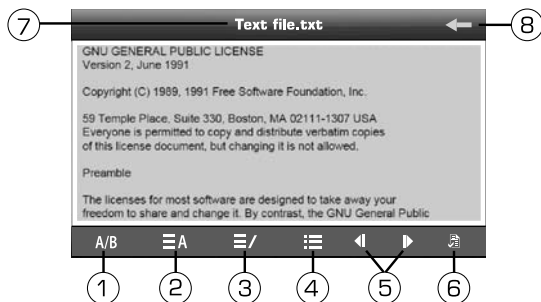 7
Text file.txt
8
GNU GENERAL PUBLIC LICENSE
Version 2, June 1991
Copyright (C) 1989, 1991 Free Software Foundation, Inc.
59 Temple Place, Suite 330, Boston, MA 02111-1307 USA
Everyone is permitted to copy and distribute verbatim copies
of this license document, but changing it is not allowed.
Preamble
The licenses for most software are designed to take away your
freedom to share and change it. By contrast, the GNU General Public
A/B A
1 2 3 4 5 6